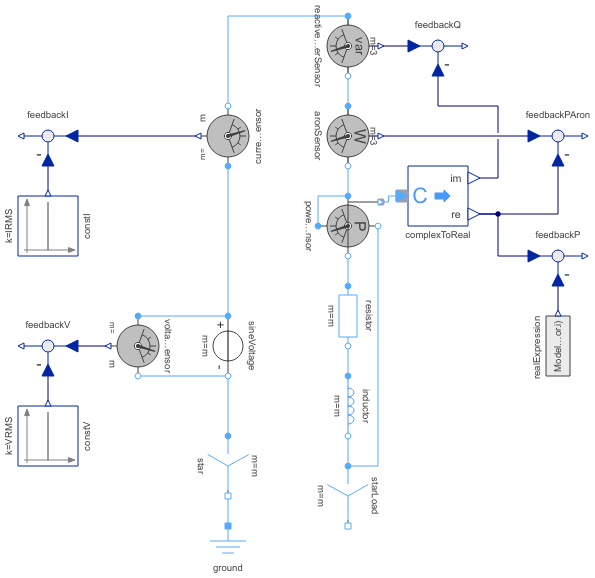 feedbackQ
reactive...erSensor
var
m=3
feedbackI
m
m=
curre...ensor
aronSensor
W
m=3
feedbackPAron
k=IRMS
constI
im
C
re
complexToReal
powe...nsor
P
feedbackP
feedbackV
m=
m
volta...ensor
+
-
m=m
sineVoltage
resistor
m=m
realExpression
Model...or.i)
k=VRMS
constV
inductor
m=m
star
m=m
starLoad
m=m
ground